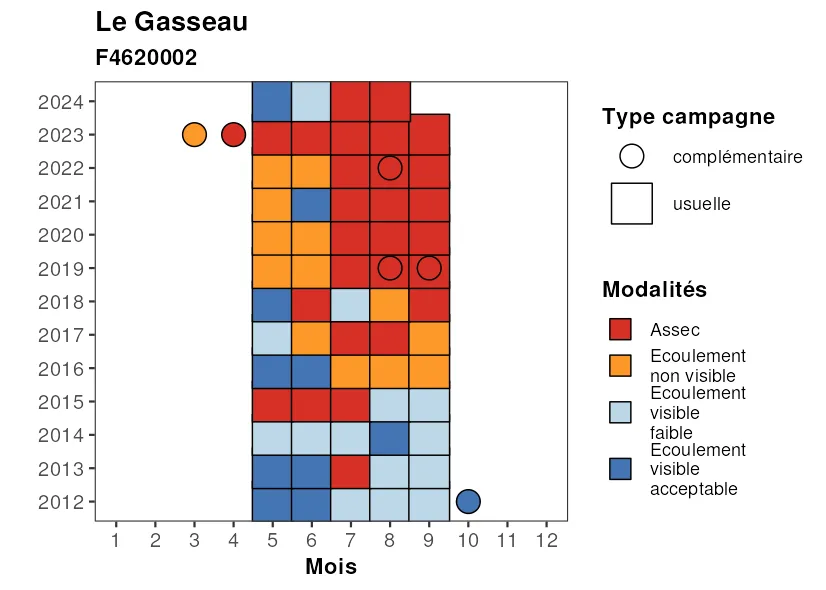 Le Gasseau
F4620002
2024
2023
2022
2021
2020
2019
2018
2017
2016
2015
2014
2013
2012
1 2 3 4 5 6 7 8 9 10 11 12
Mois
Type campagne
complémentaire
usuelle
Modalités
Assec
Ecoulement
non visible
Ecoulement
visible
faible
Ecoulement
visible
acceptable